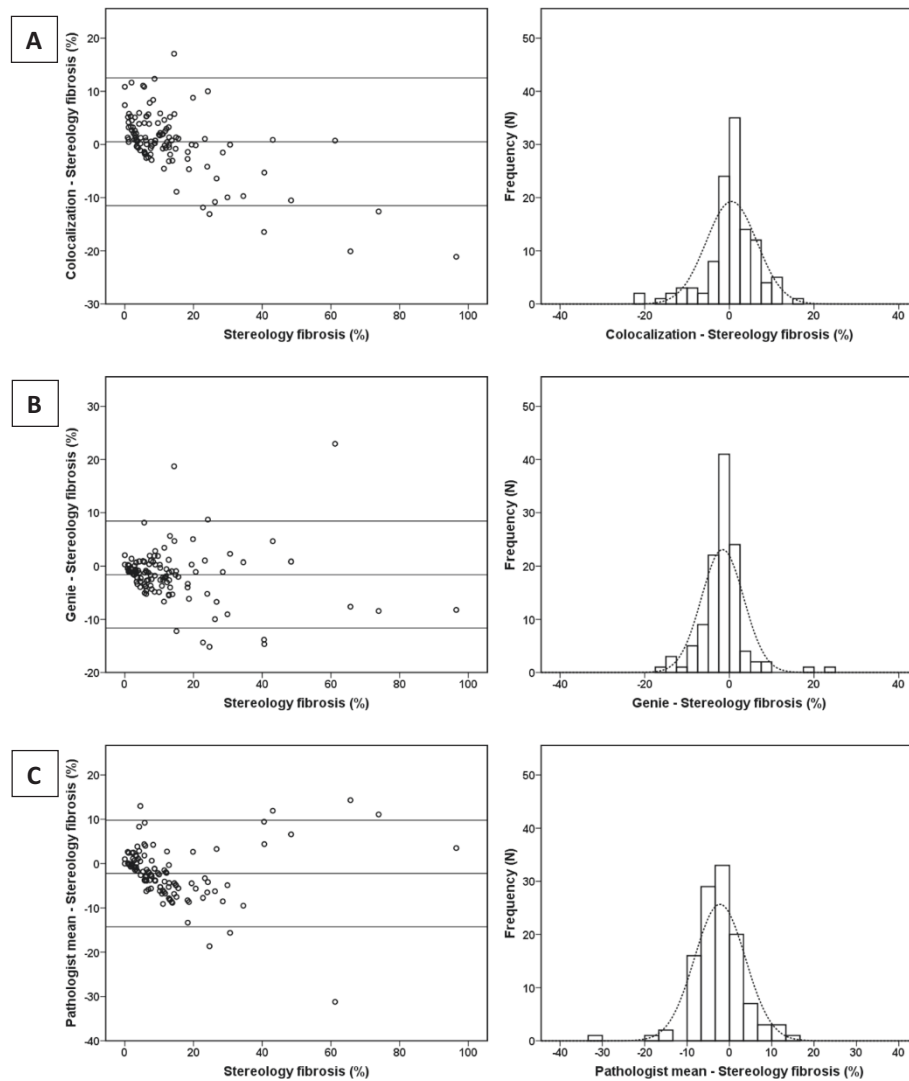 A
Colocalization - Stereology fibrosis (%)
20
10
0
-10
-20
-30
0 20 40 60 80 100
Stereology fibrosis (%)
Frequency (N)
50
40
30
20
10
0
-40 -20 0 20 40
Colocalization - Stereology fibrosis (%)
B
Genie - Stereology fibrosis (%)
30
20
10
0
-10
-20
0 20 40 60 80 100
Stereology fibrosis (%)
Frequency (N)
50
40
30
20
10
0
-40 -20 0 20 40
Genie - Stereology fibrosis (%)
C
Pathologist mean - Stereology fibrosis (%)
20
10
0
-10
-20
-30
-40
0 20 40 60 80 100
Stereology fibrosis (%)
Frequency (N)
50
40
30
20
10
0
-40 -20 -10 0 10 20 40
Pathologist mean - Stereology fibrosis (%)